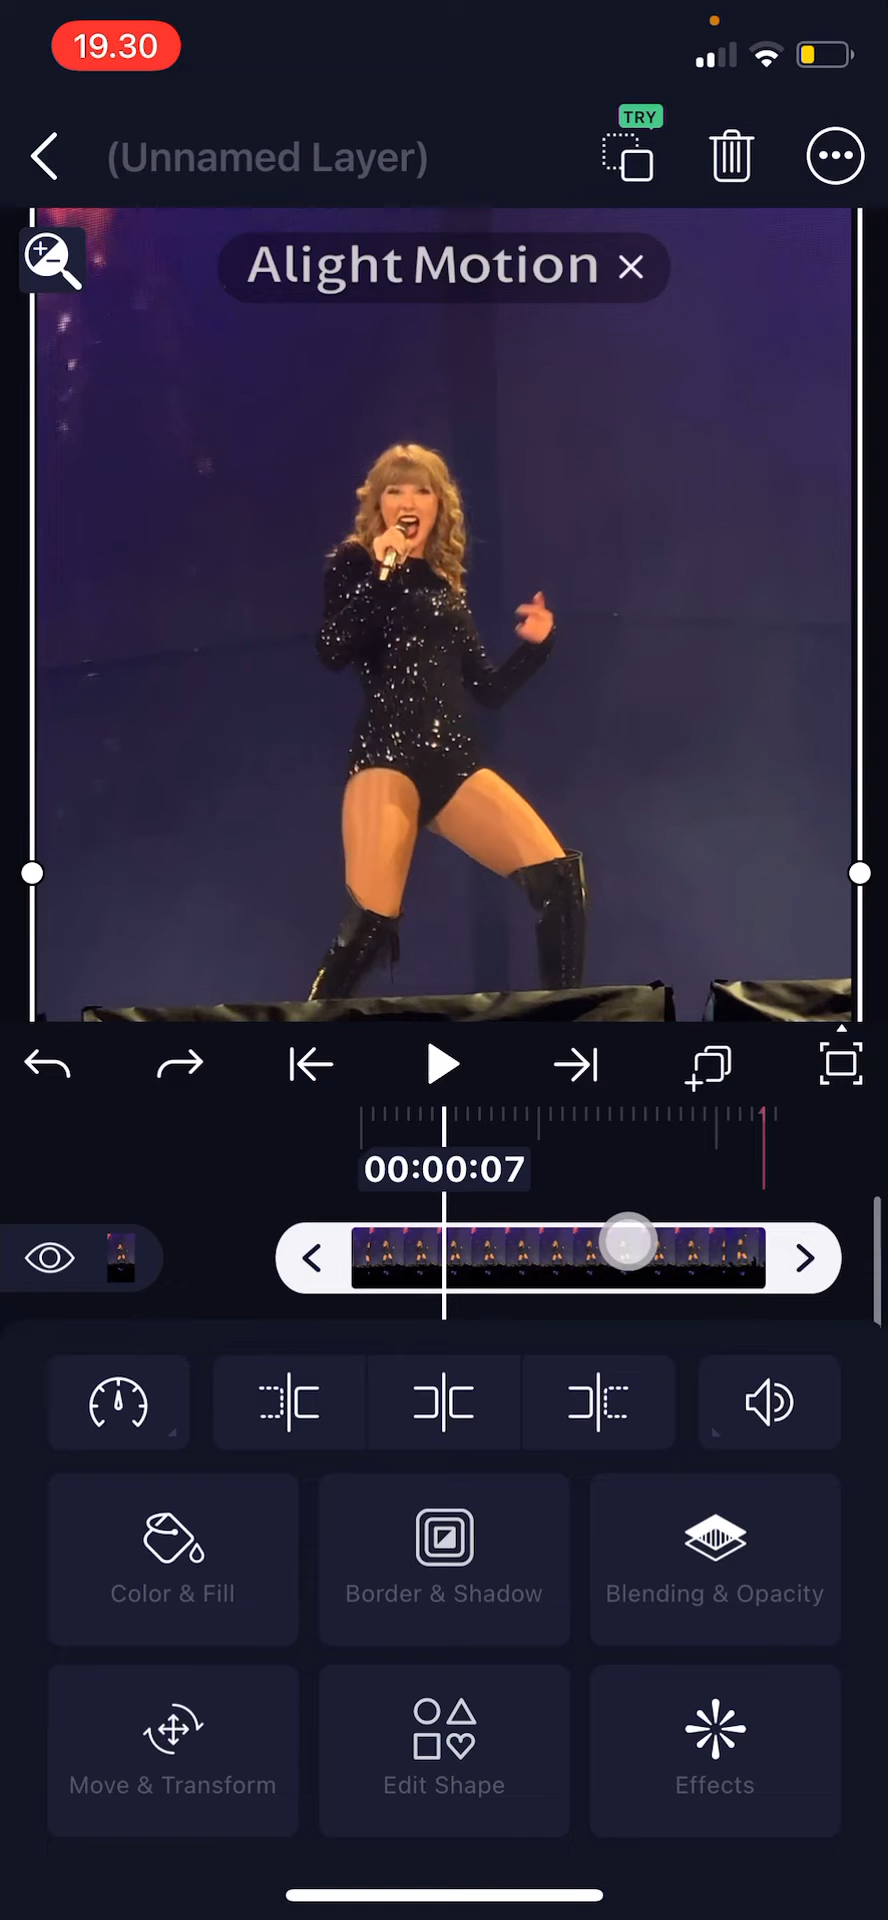 19.30
TRY
(Unnamed Layer)
Alight Motion ×
00:00:07
Color & Fill
Border & Shadow
Blending & Opacity
Move & Transform
Edit Shape
Effects